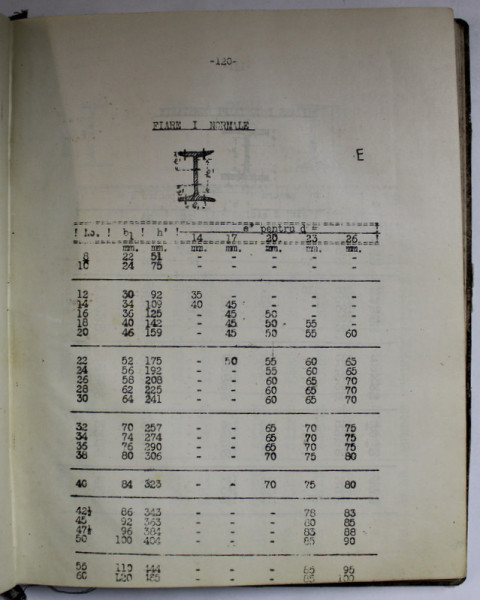 -120-
FIARE I NORMALE
E
! No. ! b1 ! h' ! e" pentru d =
14 17 20 23 26
mm. mm. mm. mm. mm. mm. mm.
8 22 51 - - - - -
10 24 75 - - - - -
12 30 92 35 - - - -
14 34 109 40 45 - - -
16 36 125 - 45 50 - -
18 40 142 - 45 50 55 -
20 46 159 - 45 50 55 60
22 52 175 - 50 55 60 65
24 56 192 - - 55 60 65
26 58 208 - - 60 65 70
28 62 225 - - 60 65 70
30 64 241 - - 60 65 70
32 70 257 - - 65 70 75
34 74 274 - - 65 70 75
36 76 290 - - 65 70 75
38 80 306 - - 70 75 80
40 84 323 - - 70 75 80
42½ 86 343 - - - 78 83
45 92 363 - - - 80 85
47½ 96 384 - - - 83 88
50 100 404 - - - 85 90
55 110 444 - - - 95
60 120 485 - - - 100